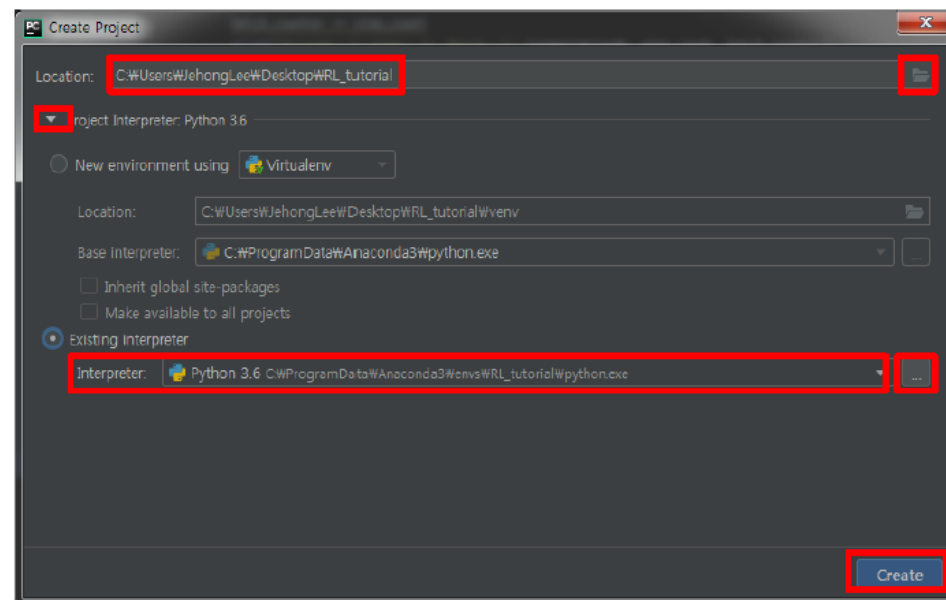 PC Create Project
Location: C:₩Users₩JehongLee₩Desktop₩RL_tutorial
roject Interpreter: Python 3.6
New environment using Virtualenv
Location: C:₩Users₩JehongLee₩Desktop₩RL_tutorial₩venv
Base interpreter: C:₩ProgramData₩Anaconda3₩python.exe
Inherit global site-packages
Make available to all projects
Existing interpreter
Interpreter: Python 3.6 C:₩ProgramData₩Anaconda3₩envs₩RL_tutorial₩python.exe
Create